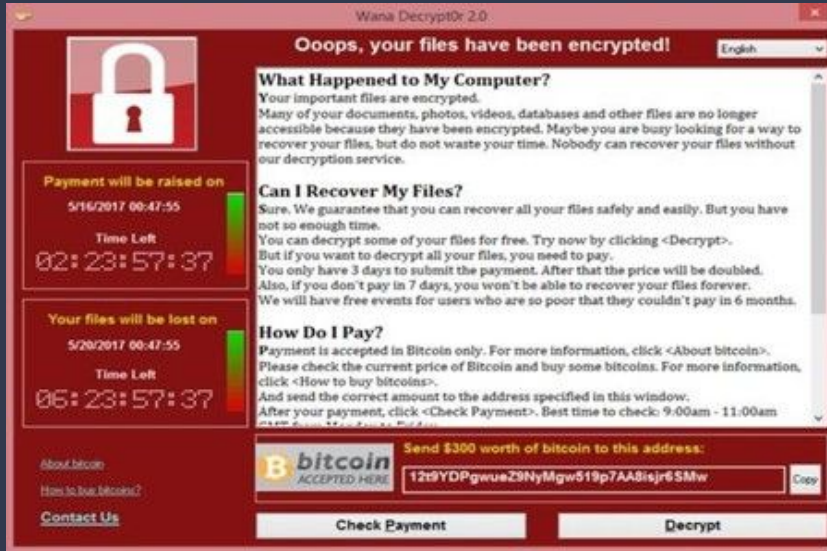 Wana Decrypt0r 2.0
Ooops, your files have been encrypted!
English
What Happened to My Computer?
Your important files are encrypted.
Many of your documents, photos, videos, databases and other files are no longer
accessible because they have been encrypted. Maybe you are busy looking for a way to
recover your files, but do not waste your time. Nobody can recover your files without
our decryption service.
Can I Recover My Files?
Sure. We guarantee that you can recover all your files safely and easily. But you have
not so enough time.
You can decrypt some of your files for free. Try now by clicking <Decrypt>.
But if you want to decrypt all your files, you need to pay.
You only have 3 days to submit the payment. After that the price will be doubled.
Also, if you don't pay in 7 days, you won't be able to recover your files forever.
We will have free events for users who are so poor that they couldn't pay in 6 months.
How Do I Pay?
Payment is accepted in Bitcoin only. For more information, click <About bitcoin>.
Please check the current price of Bitcoin and buy some bitcoins. For more information,
click <How to buy bitcoins>.
And send the correct amount to the address specified in this window.
After your payment, click <Check Payment>. Best time to check: 9:00am - 11:00am
GMT from Monday to Friday
Payment will be raised on
5/16/2017 00:47:55
Time Left
02:23:57:37
Your files will be lost on
5/20/2017 00:47:55
Time Left
06:23:57:37
About bitcoin
How to buy bitcoins?
Contact Us
bitcoin
ACCEPTED HERE
Send $300 worth of bitcoin to this address:
12t9YDPgwueZ9NyMgw519p7AA8isjr6SMw
Copy
Check Payment
Decrypt